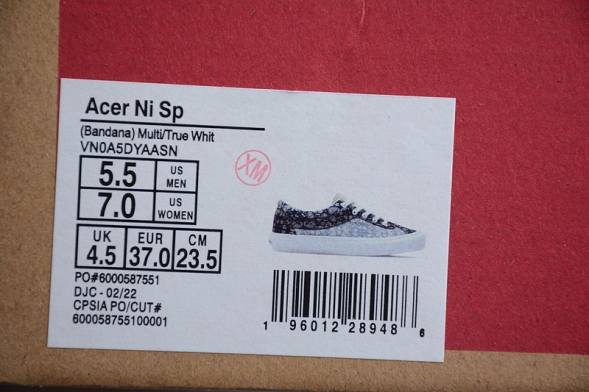 Acer Ni Sp
(Bandana) Multi/True Whit
VN0A5DYAASN
5.5 US MEN
7.0 US WOMEN
XM
UK EUR CM
4.5 37.0 23.5
PO#6000587551
DJC - 02/22
CPSIA PO/CUT#
600058755100001
1 96012 28948 6